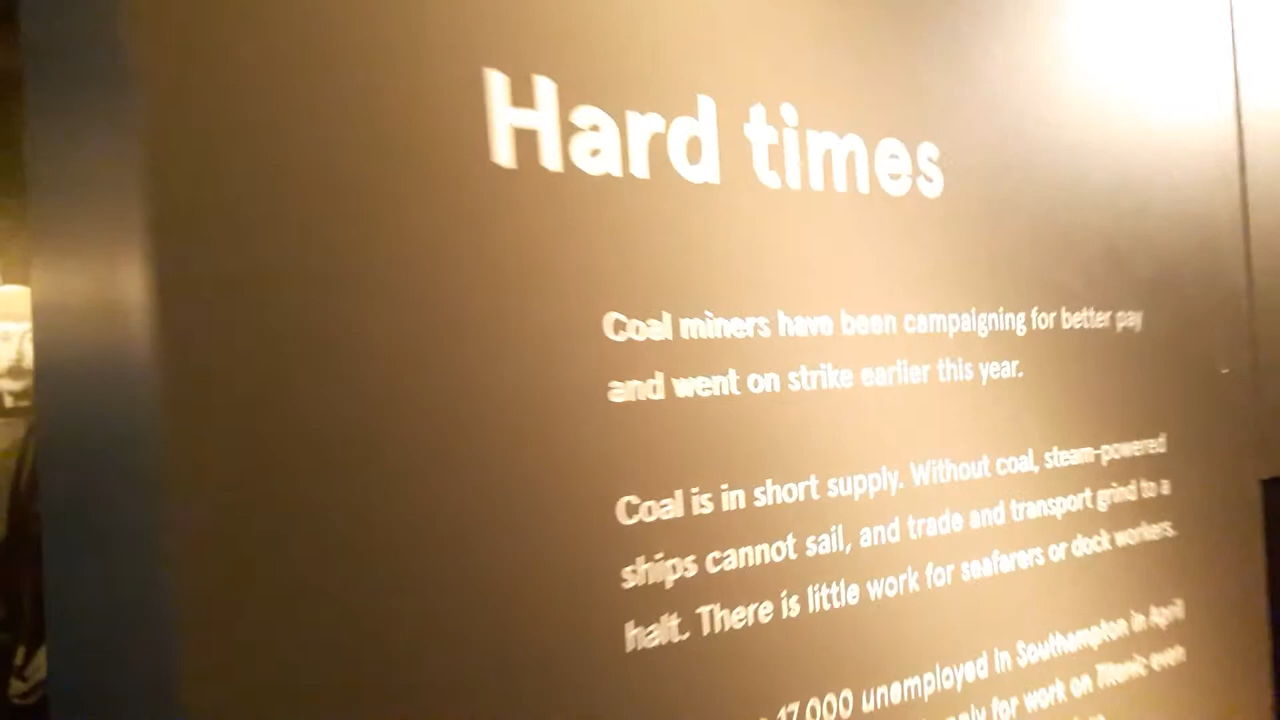 Hard times
Coal miners have been campaigning for better pay
and went on strike earlier this year.
Coal is in short supply. Without coal, steam-powered
ships cannot sail, and trade and transport grind to a
halt. There is little work for seafarers or dock workers.
17,000 unemployed in Southampton in April
for work on Titanic even